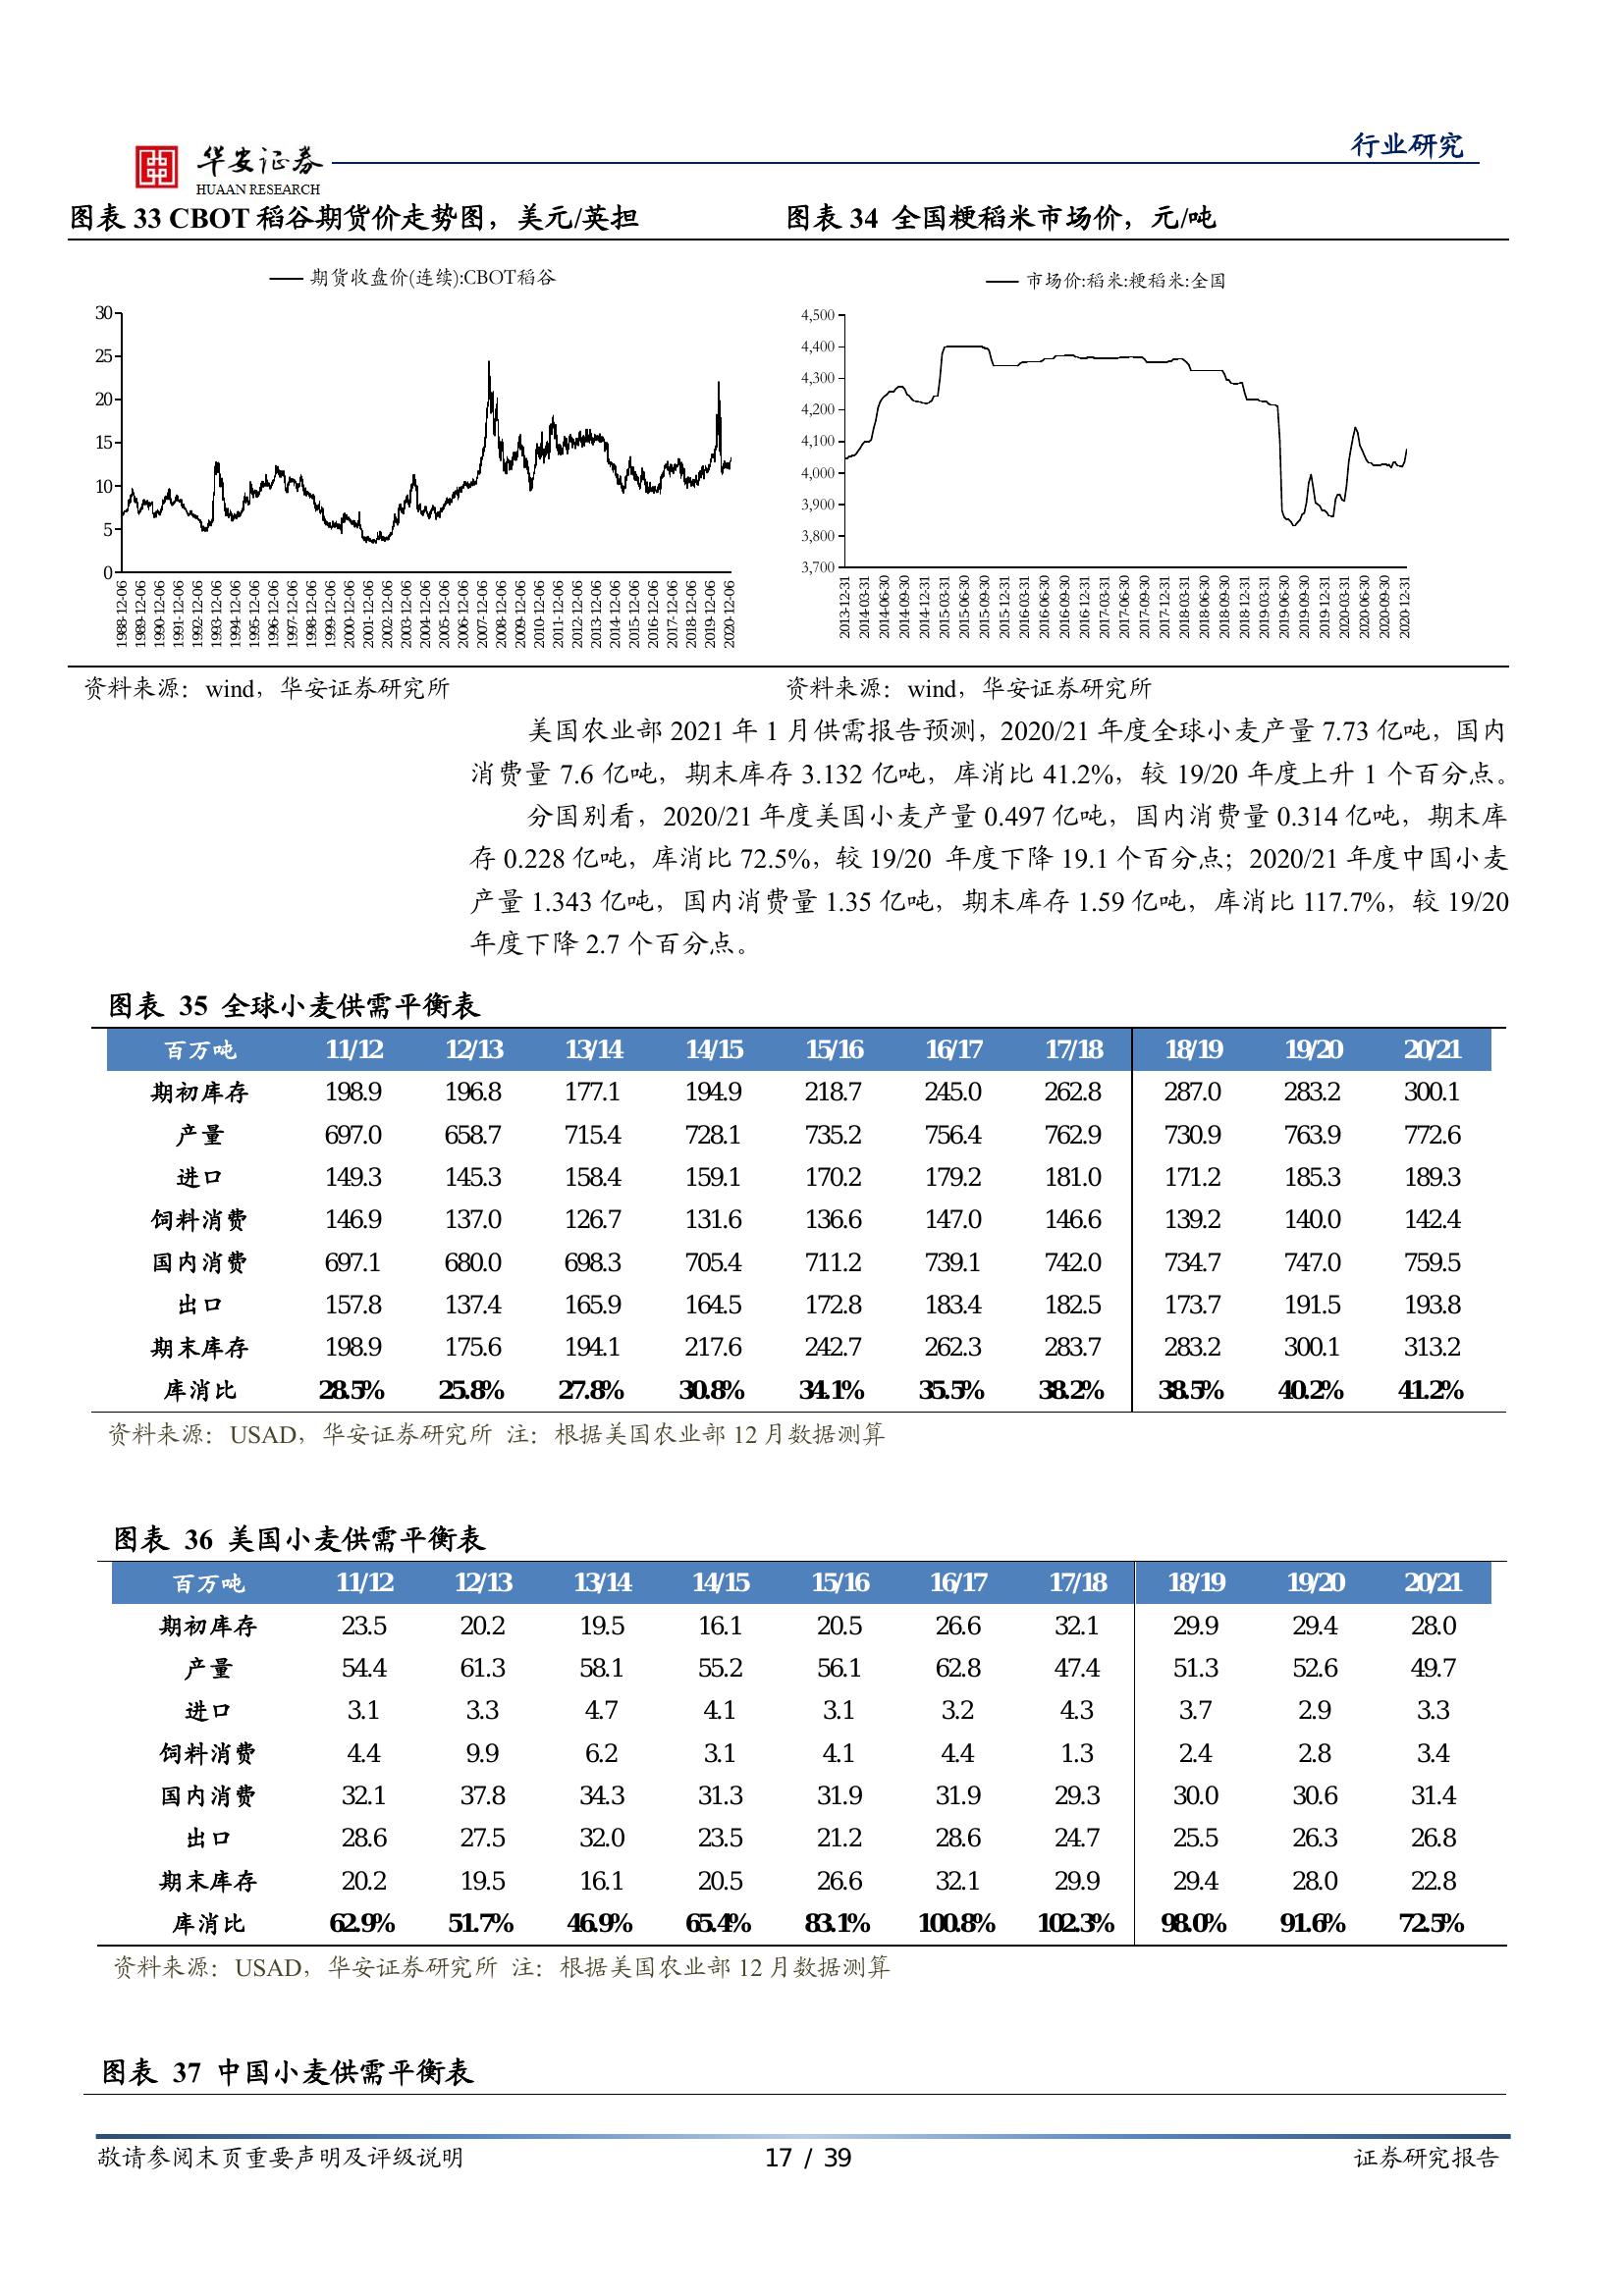 行业研究
华安证券
HUAAN RESEARCH
图表 33 CBOT 稻谷期货价走势图，美元/英担
期货收盘价(连续):CBOT稻谷
30
25
20
15
10
5
0
1988-12-06
1989-12-06
1990-12-06
1991-12-06
1992-12-06
1993-12-06
1994-12-06
1995-12-06
1996-12-06
1997-12-06
1998-12-06
1999-12-06
2000-12-06
2001-12-06
2002-12-06
2003-12-06
2004-12-06
2005-12-06
2006-12-06
2007-12-06
2008-12-06
2009-12-06
2010-12-06
2011-12-06
2012-12-06
2013-12-06
2014-12-06
2015-12-06
2016-12-06
2017-12-06
2018-12-06
2019-12-06
2020-12-06
资料来源：wind，华安证券研究所
图表 34 全国粳稻米市场价，元/吨
市场价:稻米:粳稻米:全国
4,500
4,400
4,300
4,200
4,100
4,000
3,900
3,800
3,700
2013-12-31
2014-03-31
2014-06-30
2014-09-30
2014-12-31
2015-03-31
2015-06-30
2015-09-30
2015-12-31
2016-03-31
2016-06-30
2016-09-30
2016-12-31
2017-03-31
2017-06-30
2017-09-30
2017-12-31
2018-03-31
2018-06-30
2018-09-30
2018-12-31
2019-03-31
2019-06-30
2019-09-30
2019-12-31
2020-03-31
2020-06-30
2020-09-30
2020-12-31
资料来源：wind，华安证券研究所
美国农业部 2021 年 1 月供需报告预测，2020/21 年度全球小麦产量 7.73 亿吨，国内
消费量 7.6 亿吨，期末库存 3.132 亿吨，库消比 41.2%，较 19/20 年度上升 1 个百分点。
分国别看，2020/21 年度美国小麦产量 0.497 亿吨，国内消费量 0.314 亿吨，期末库
存 0.228 亿吨，库消比 72.5%，较 19/20 年度下降 19.1 个百分点；2020/21 年度中国小麦
产量 1.343 亿吨，国内消费量 1.35 亿吨，期末库存 1.59 亿吨，库消比 117.7%，较 19/20
年度下降 2.7 个百分点。
图表 35 全球小麦供需平衡表
百万吨 11/12 12/13 13/14 14/15 15/16 16/17 17/18 18/19 19/20 20/21
期初库存 198.9 196.8 177.1 194.9 218.7 245.0 262.8 287.0 283.2 300.1
产量 697.0 658.7 715.4 728.1 735.2 756.4 762.9 730.9 763.9 772.6
进口 149.3 145.3 158.4 159.1 170.2 179.2 181.0 171.2 185.3 189.3
饲料消费 146.9 137.0 126.7 131.6 136.6 147.0 146.6 139.2 140.0 142.4
国内消费 697.1 680.0 698.3 705.4 711.2 739.1 742.0 734.7 747.0 759.5
出口 157.8 137.4 165.9 164.5 172.8 183.4 182.5 173.7 191.5 193.8
期末库存 198.9 175.6 194.1 217.6 242.7 262.3 283.7 283.2 300.1 313.2
库消比 28.5% 25.8% 27.8% 30.8% 34.1% 35.5% 38.2% 38.5% 40.2% 41.2%
资料来源：USAD，华安证券研究所 注：根据美国农业部 12 月数据测算
图表 36 美国小麦供需平衡表
百万吨 11/12 12/13 13/14 14/15 15/16 16/17 17/18 18/19 19/20 20/21
期初库存 23.5 20.2 19.5 16.1 20.5 26.6 32.1 29.9 29.4 28.0
产量 54.4 61.3 58.1 55.2 56.1 62.8 47.4 51.3 52.6 49.7
进口 3.1 3.3 4.7 4.1 3.1 3.2 4.3 3.7 2.9 3.3
饲料消费 4.4 9.9 6.2 3.1 4.1 4.4 1.3 2.4 2.8 3.4
国内消费 32.1 37.8 34.3 31.3 31.9 31.9 29.3 30.0 30.6 31.4
出口 28.6 27.5 32.0 23.5 21.2 28.6 24.7 25.5 26.3 26.8
期末库存 20.2 19.5 16.1 20.5 26.6 32.1 29.9 29.4 28.0 22.8
库消比 62.9% 51.7% 46.9% 65.4% 83.1% 100.8% 102.3% 98.0% 91.6% 72.5%
资料来源：USAD，华安证券研究所 注：根据美国农业部 12 月数据测算
图表 37 中国小麦供需平衡表
敬请参阅末页重要声明及评级说明
17 / 39
证券研究报告